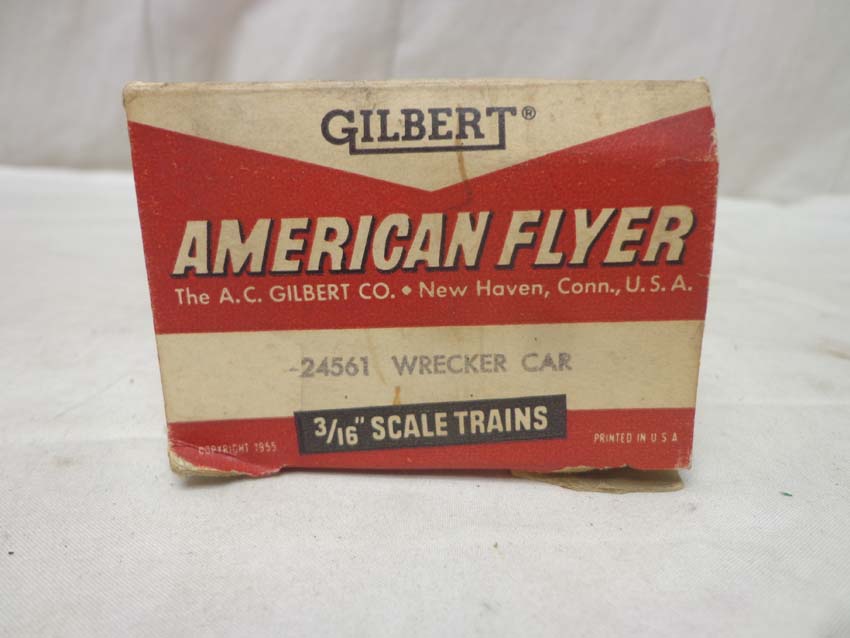 GILBERT®
AMERICAN FLYER
The A.C. GILBERT CO. • New Haven, Conn., U.S.A.
-24561 WRECKER CAR
3/16" SCALE TRAINS
COPYRIGHT 1955
PRINTED IN U S A